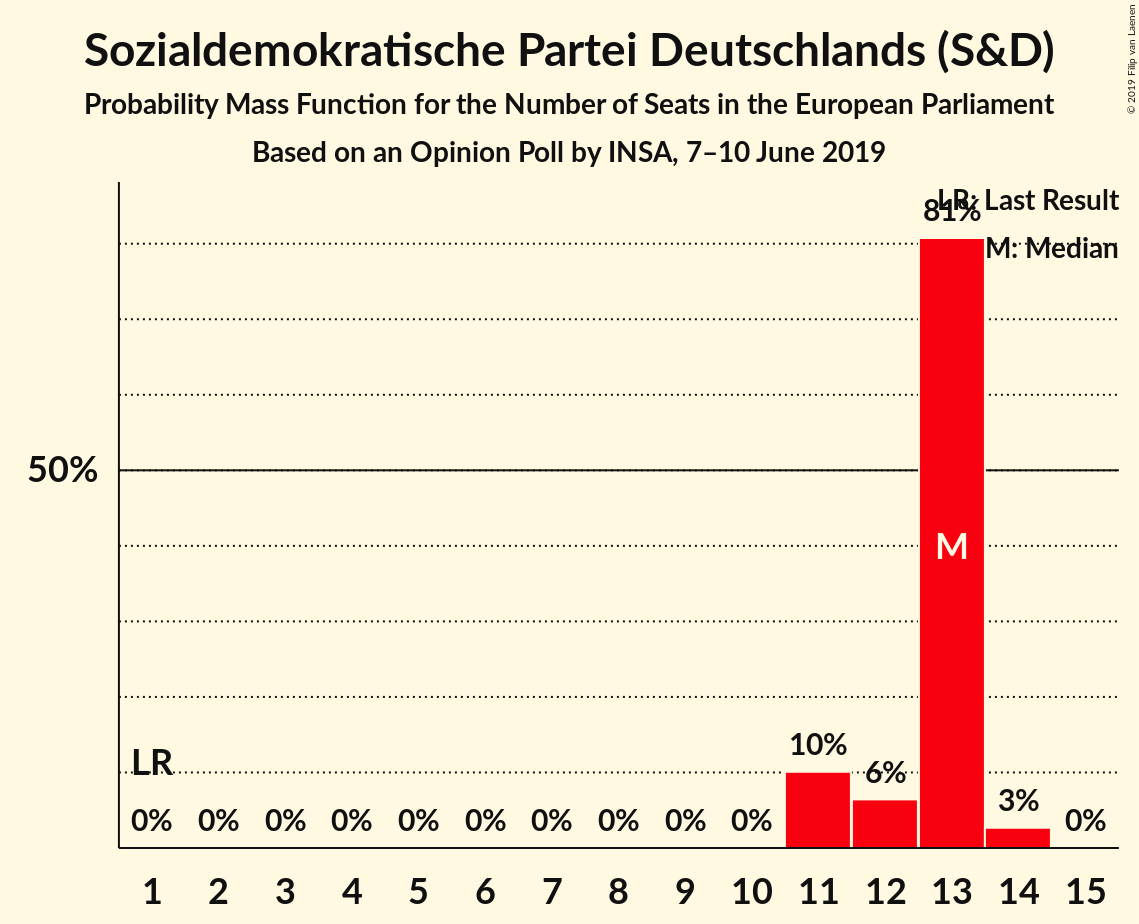 Sozialdemokratische Partei Deutschlands (S&D)
Probability Mass Function for the Number of Seats in the European Parliament
Based on an Opinion Poll by INSA, 7–10 June 2019
© 2019 Filip van Laenen
LR: Last Result
M: Median
81%
50%
M
LR
10%
6%
3%
0% 0% 0% 0% 0% 0% 0% 0% 0% 0% 0%
1 2 3 4 5 6 7 8 9 10 11 12 13 14 15